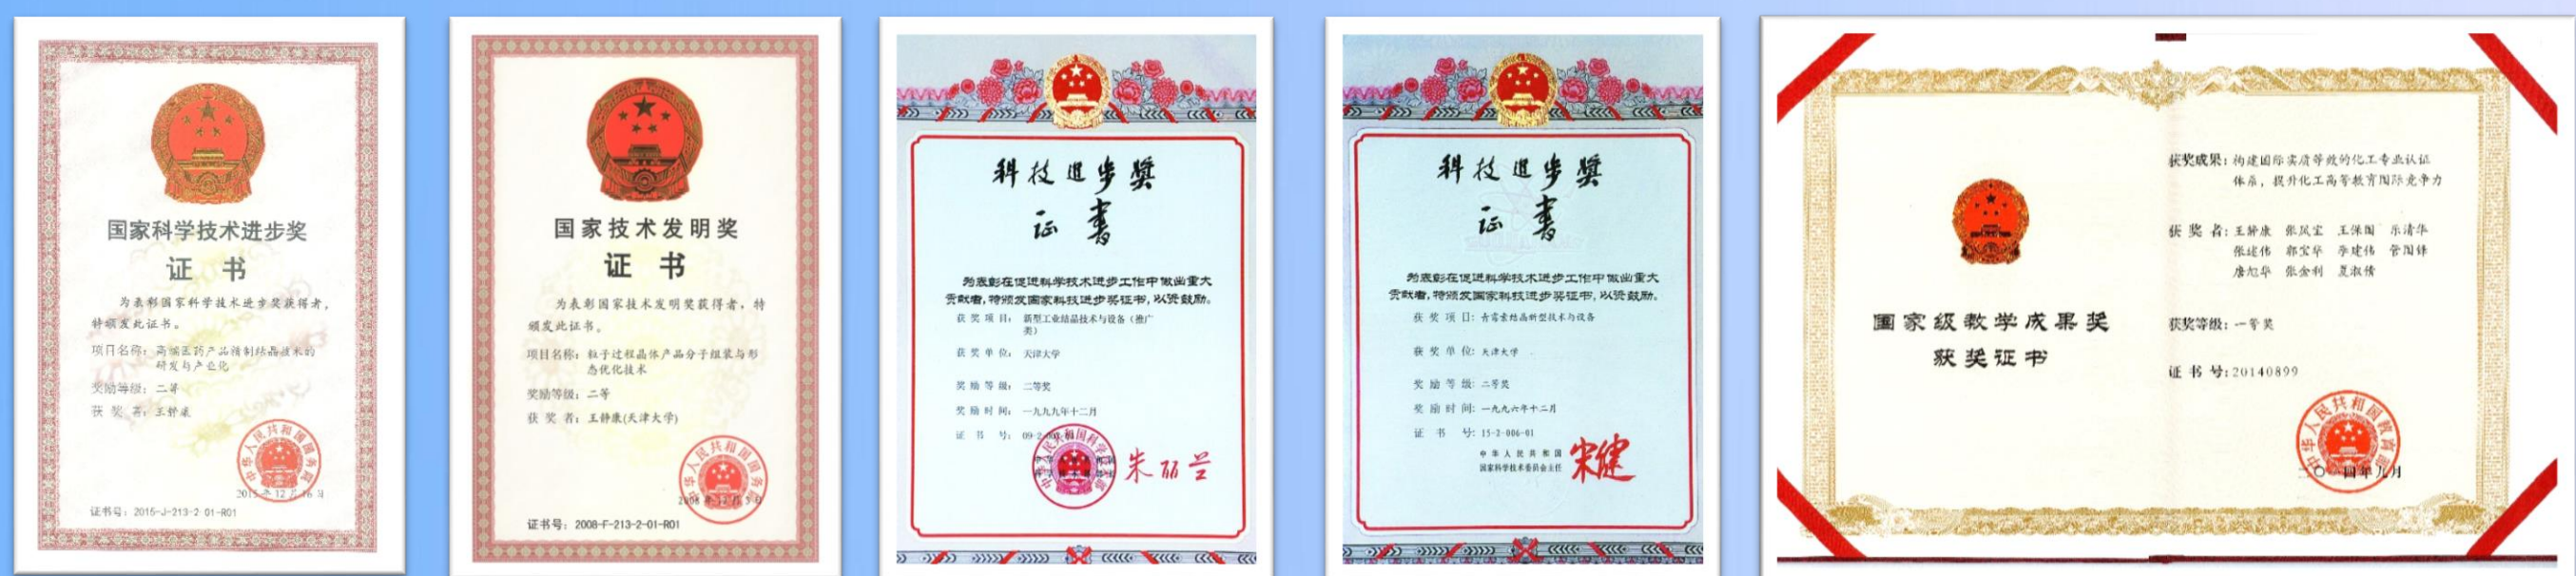 国家科学技术进步奖
证 书
为表彰国家科学技术进步奖获得者，
特颁发此证书。
项目名称：高端医药产品精制结晶技术的
研发与产业化
奖励等级：二等
获 奖 者：王静康
证书号：2015-J-213-2-01-R01
国家技术发明奖
证 书
为表彰国家技术发明奖获得者，特
颁发此证书。
项目名称：粒子过程晶体产品分子组装与形
态优化技术
奖励等级：二等
获 奖 者：王静康(天津大学)
证书号：2008-F-213-2-01-R01
科技进步奖
证 书
为表彰在促进科学技术进步工作中做出重大
贡献者，特颁发国家科技进步奖证书，以资鼓励。
获 奖 项 目：新型工业结晶技术与设备（推广
类）
获 奖 单 位：天津大学
奖 励 等 级：二等奖
奖 励 时 间：一九九九年十二月
证 书 号：
朱丽兰
科技进步奖
证 书
为表彰在促进科学技术进步工作中做出重大
贡献者，特颁发国家科技进步奖证书，以资鼓励。
获 奖 项 目：青霉素结晶新型技术与设备
获 奖 单 位：天津大学
奖 励 等 级：二等奖
奖 励 时 间：一九九六年十二月
证 书 号：15-2-006-01
中 华 人 民 共 和 国
国家科学技术委员会主任
宋健
国家级教学成果奖
获奖证书
获奖成果：构建国际实质等效的化工专业认证
体系，提升化工高等教育国际竞争力
获 奖 者：王静康 张凤宝 王保国 乐清华
张建伟 郭宝华 李建伟 管国锋
唐旭华 张金利 夏淑倩
获奖等级：一等奖
证 书 号：20140899
二〇一四年九月